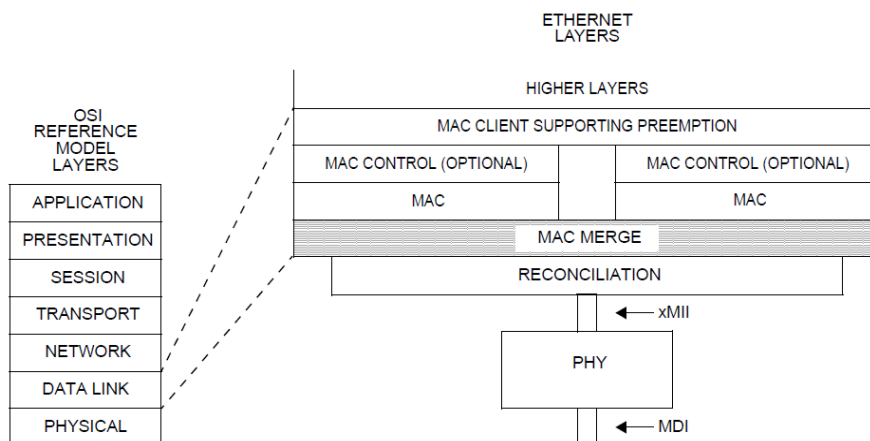 ETHERNET
LAYERS
HIGHER LAYERS
OSI
REFERENCE
MODEL
LAYERS
MAC CLIENT SUPPORTING PREEMPTION
MAC CONTROL (OPTIONAL)
MAC CONTROL (OPTIONAL)
APPLICATION
MAC
MAC
PRESENTATION
MAC MERGE
SESSION
RECONCILIATION
TRANSPORT
xMII
NETWORK
PHY
DATA LINK
PHYSICAL
MDI